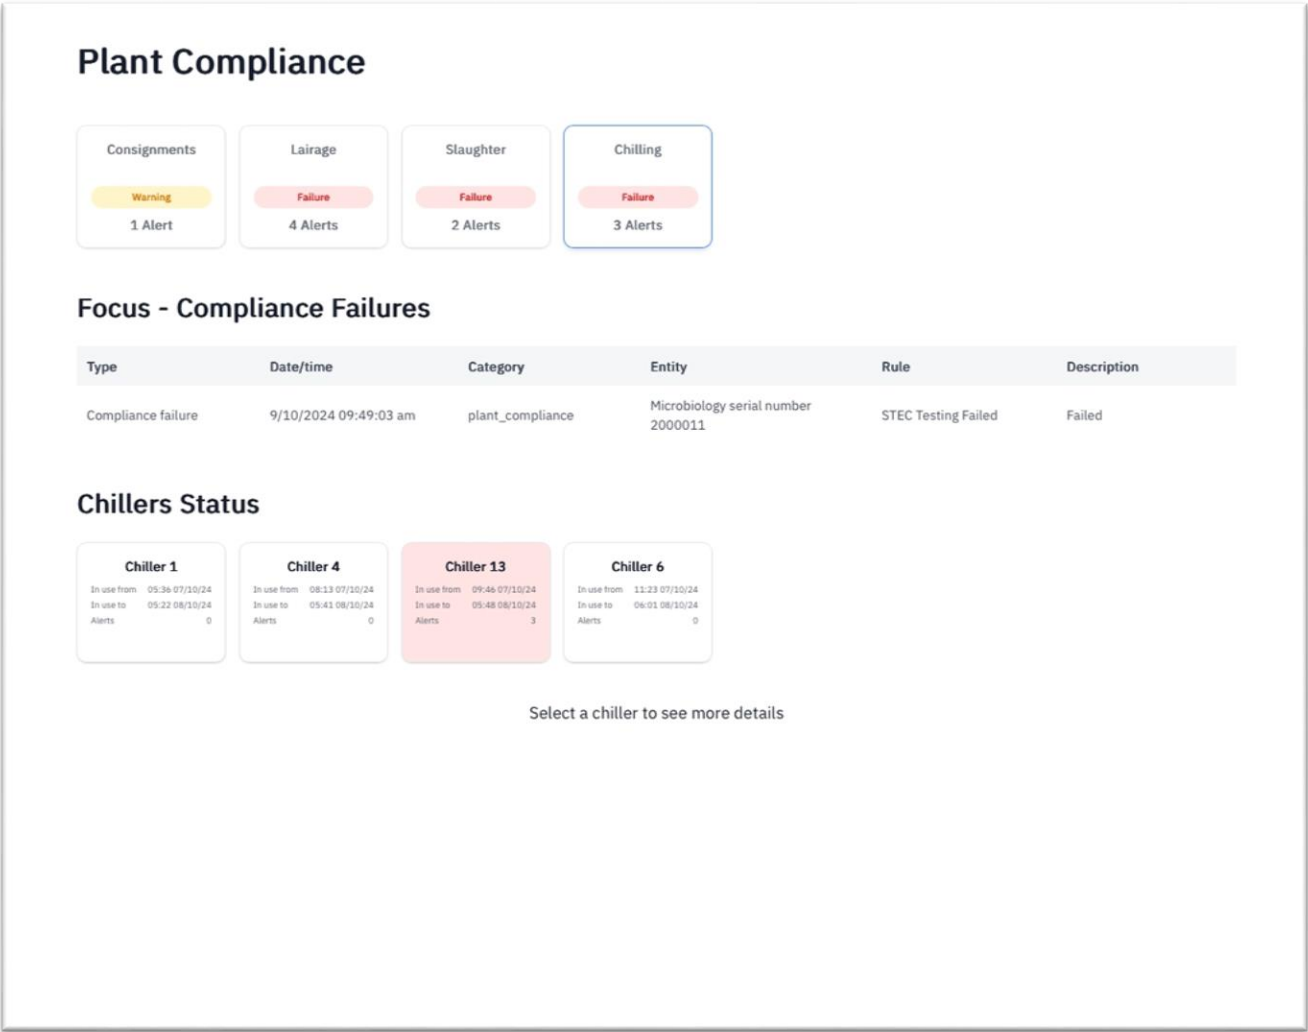 Plant Compliance
Consignments Lairage Slaughter Chilling
Warning Failure Failure Failure
1 Alert 4 Alerts 2 Alerts 3 Alerts
Focus - Compliance Failures
Type Date/time Category Entity Rule Description
Compliance failure 9/10/2024 09:49:03 am plant_compliance Microbiology serial number 2000011 STEC Testing Failed Failed
Chillers Status
Chiller 1 Chiller 4 Chiller 13 Chiller 6
In use from 05:36 07/10/24 In use from 08:13 07/10/24 In use from 09:46 07/10/24 In use from 11:23 07/10/24
In use to 05:22 08/10/24 In use to 05:41 08/10/24 In use to 05:48 08/10/24 In use to 06:01 08/10/24
Alerts 0 Alerts 0 Alerts 3 Alerts 0
Select a chiller to see more details